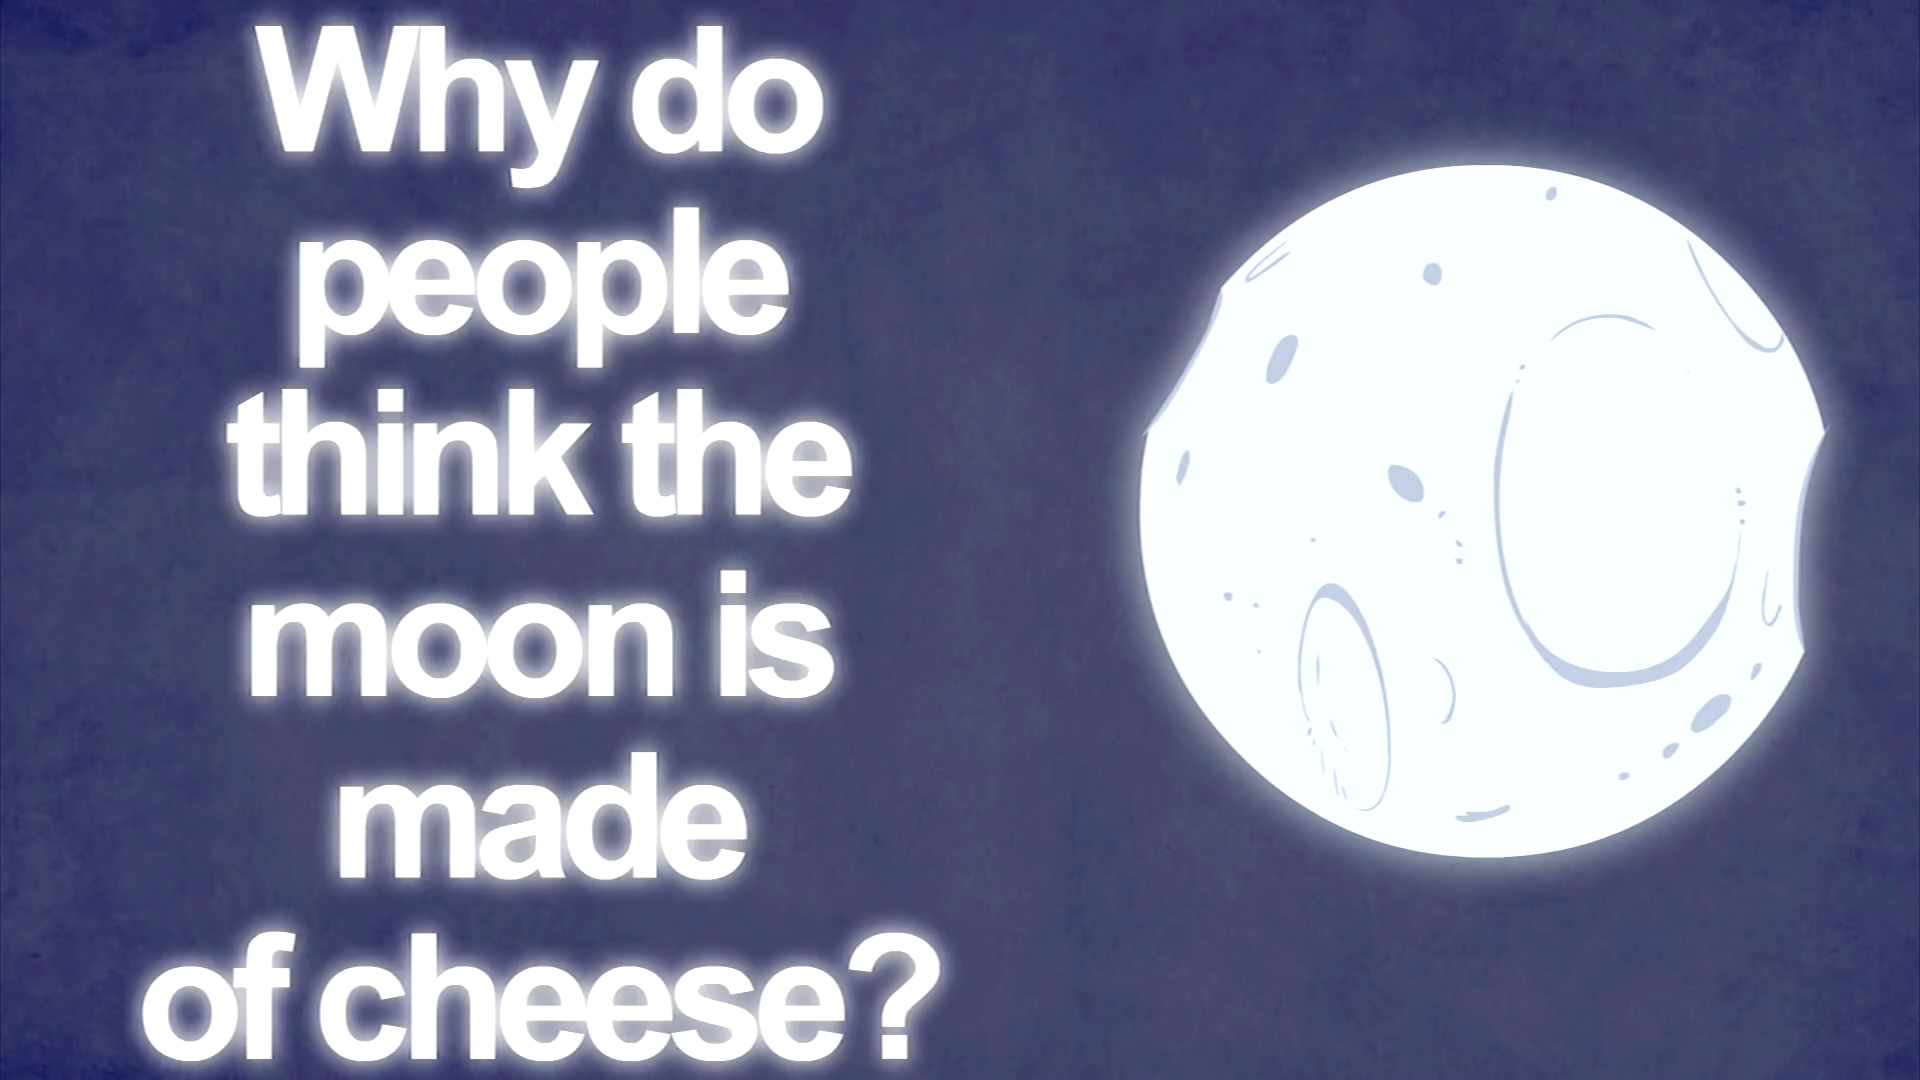 Why do
people
think the
moon is
made
of cheese?